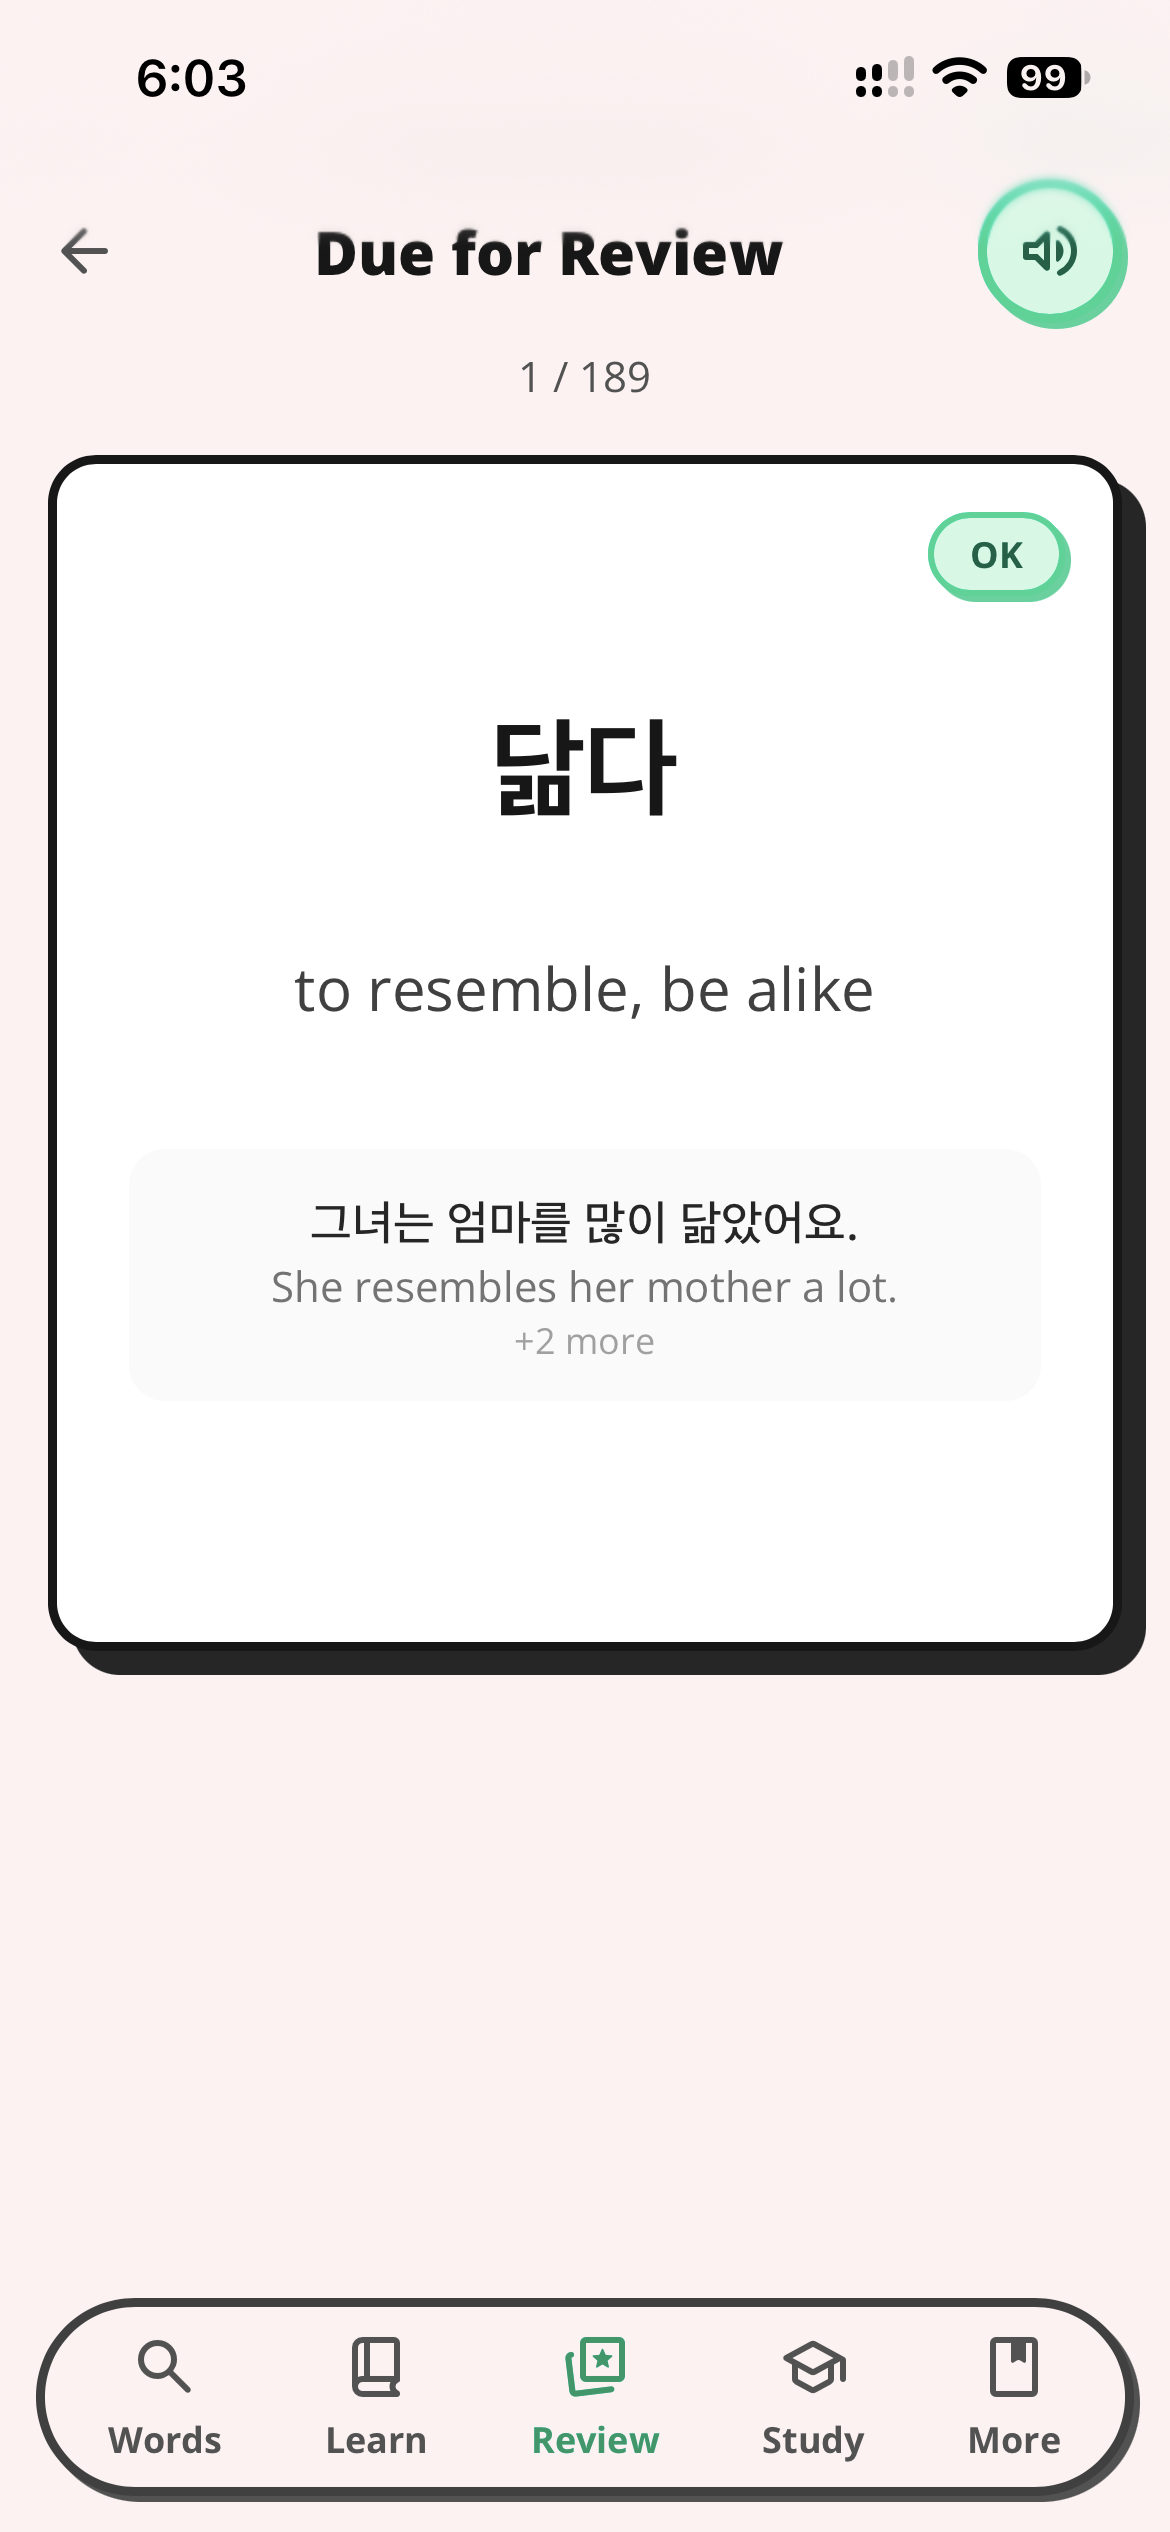 6:03
99
Due for Review
1 / 189
OK
닮다
to resemble, be alike
그녀는 엄마를 많이 닮았어요.
She resembles her mother a lot.
+2 more
Words
Learn
Review
Study
More